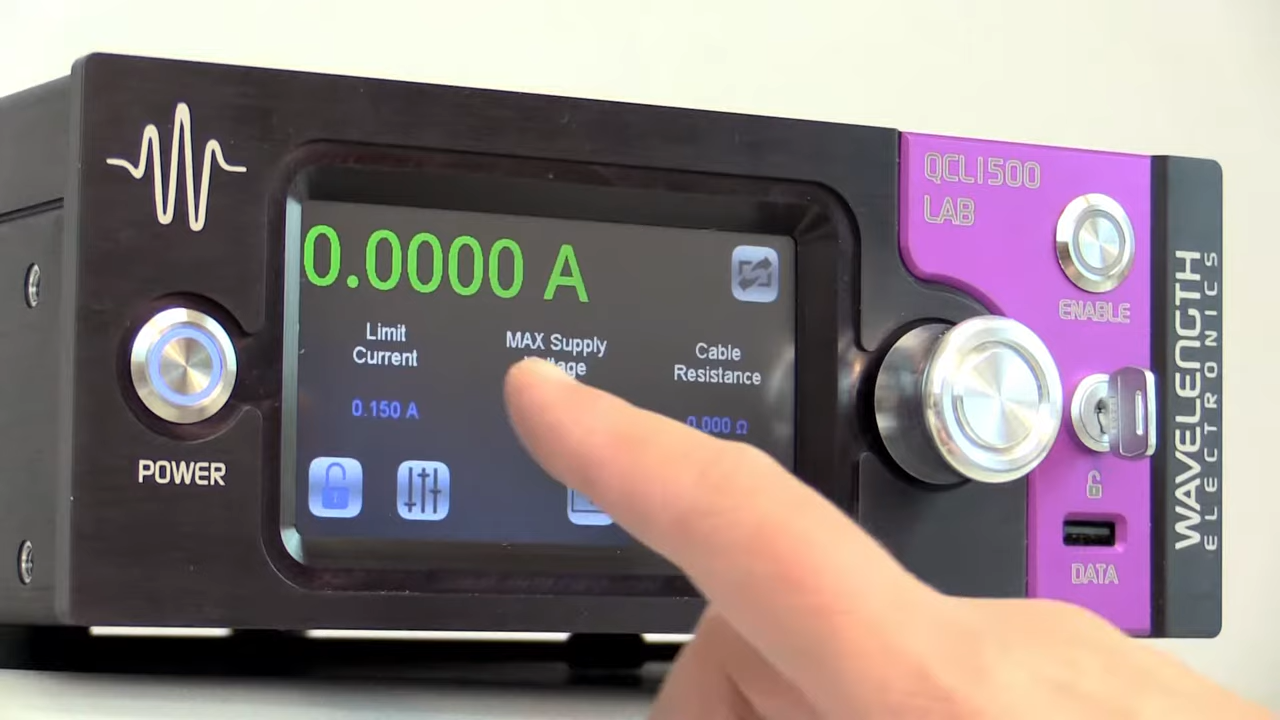 QCL1500
LAB
0.0000 A
Limit
Current
MAX Supply
Cable
Resistance
0.150 A
0.000 Ω
POWER
ENABLE
DATA
WAVELENGTH
ELECTRONICS